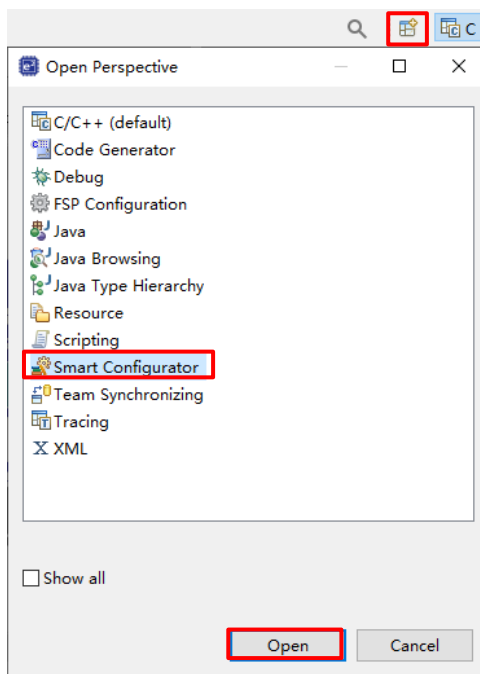 C
Open Perspective
C/C++ (default)
Code Generator
Debug
FSP Configuration
Java
Java Browsing
Java Type Hierarchy
Resource
Scripting
Smart Configurator
Team Synchronizing
Tracing
XML
Show all
Open Cancel